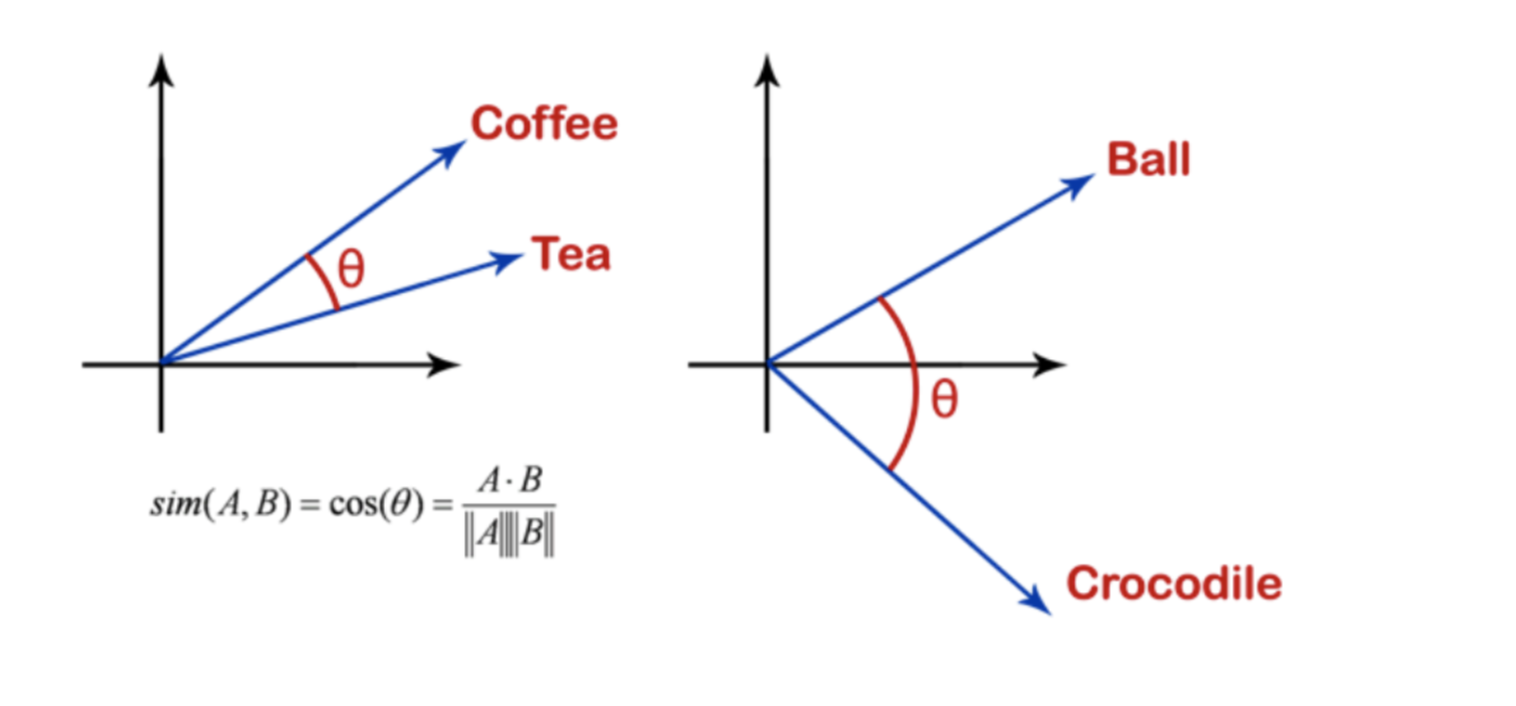 Coffee
θ
Tea
sim(A, B) = cos(θ) = A · B / ||A||||B||
Ball
θ
Crocodile